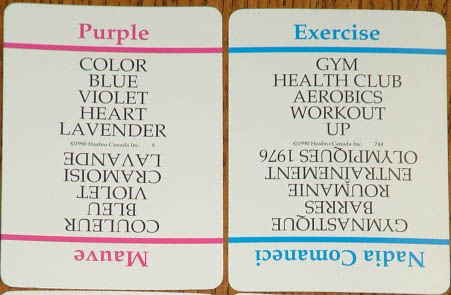 Purple
COLOR
BLUE
VIOLET
HEART
LAVENDER
©1990 Hasbro Canada Inc. 8
Mauve
COULEUR
BLEU
VIOLET
CRAMOISI
LAVANDE
Exercise
GYM
HEALTH CLUB
AEROBICS
WORKOUT
UP
©1990 Hasbro Canada Inc. 744
Nadia Comaneci
GYMNASTIQUE
BARRES
ROUMANIE
ENTRAÎNEMENT
OLYMPIQUES 1976